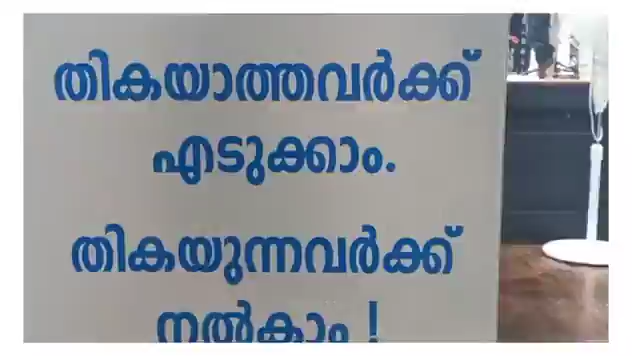 തികയാത്തവർക്ക്
എടുക്കാം.
തികയുന്നവർക്ക്
നൽകാം !